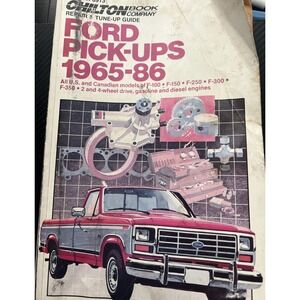 CHILTON BOOK
COMPANY
REPAIR & TUNE-UP GUIDE
FORD
PICK-UPS
1965-86
All U.S. and Canadian models of F-100 • F-150 • F-250 • F-300 •
F-350 • 2 and 4-wheel drive, gasoline and diesel engines
Ford